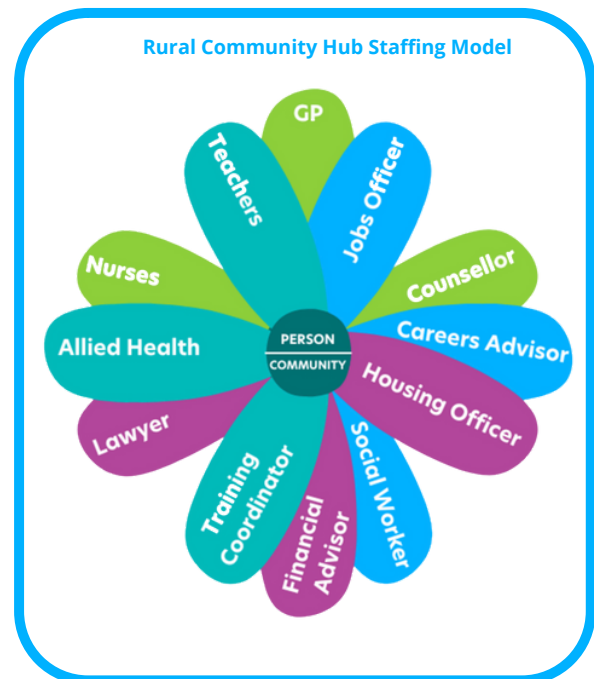 Rural Community Hub Staffing Model
GP
Teachers
Jobs Officer
Nurses
Counsellor
Allied Health
PERSON
COMMUNITY
Careers Advisor
Housing Officer
Lawyer
Training
Coordinator
Financial
Advisor
Social Worker